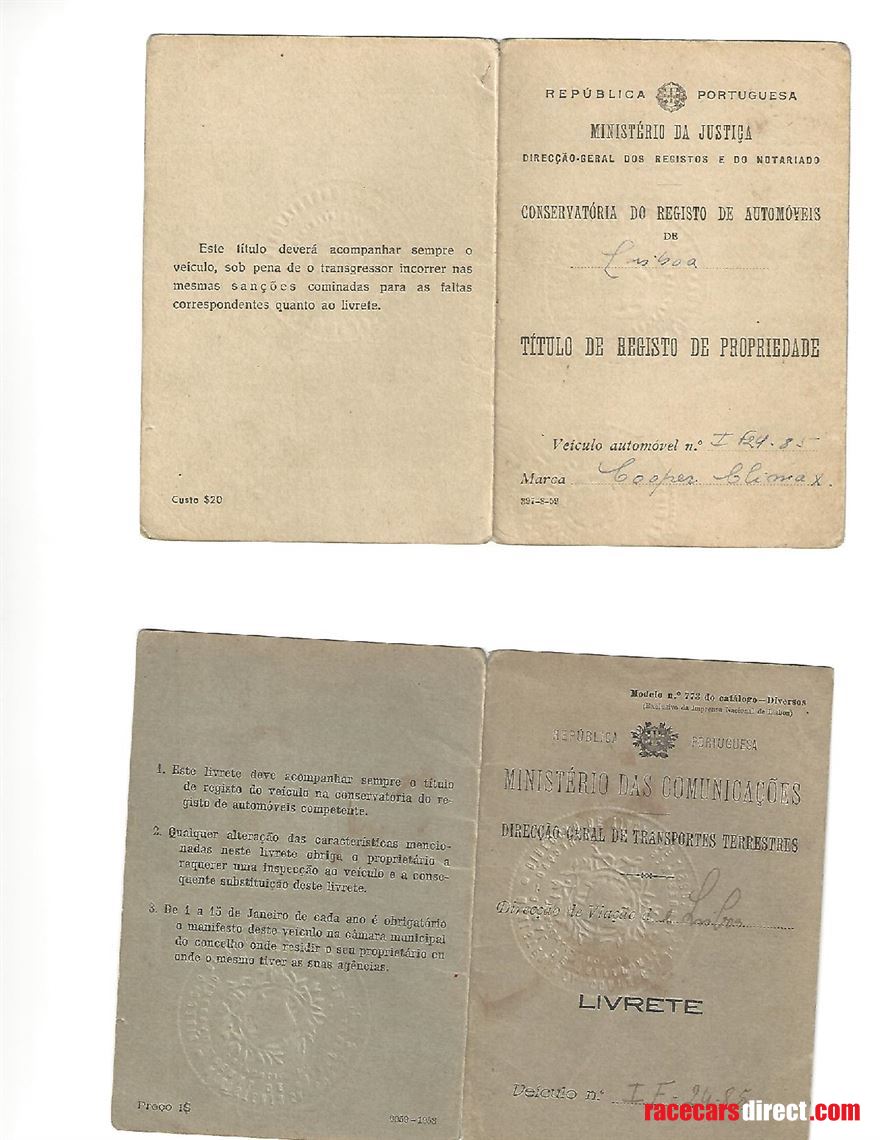 Este título deverá acompanhar sempre o
veículo, sob pena de o transgressor incorrer nas
mesmas sanções cominadas para as faltas
correspondentes quanto ao livrete.
Custo $20
REPÚBLICA PORTUGUESA
MINISTÉRIO DA JUSTIÇA
DIRECÇÃO-GERAL DOS REGISTOS E DO NOTARIADO
CONSERVATÓRIA DO REGISTO DE AUTOMÓVEIS
DE
Lisboa
TÍTULO DE REGISTO DE PROPRIEDADE
Veículo automóvel n.º I F-24-85
Marca Cooper Climax.
1. Este livrete deve acompanhar sempre o título
de registo do veículo na conservatória do re-
gisto de automóveis competente.
2. Qualquer alteração das características mencio-
nadas neste livrete obriga o proprietário a
requerer uma inspecção ao veículo e a conse-
quente substituição deste livrete.
3. De 1 a 15 de Janeiro de cada ano é obrigatório
o manifesto deste veículo na câmara municipal
do concelho onde residir o seu proprietário ou
onde o mesmo tiver as suas agências.
Preço 1$
Modelo n.º 773 do catálogo—Diversos
(Exclusivo da Imprensa Nacional de Lisboa)
REPÚBLICA PORTUGUESA
MINISTÉRIO DAS COMUNICAÇÕES
DIRECÇÃO-GERAL DE TRANSPORTES TERRESTRES
Direcção de Viação de Lisboa
LIVRETE
Veículo n.º I F-24-85
racecarsdirect.com